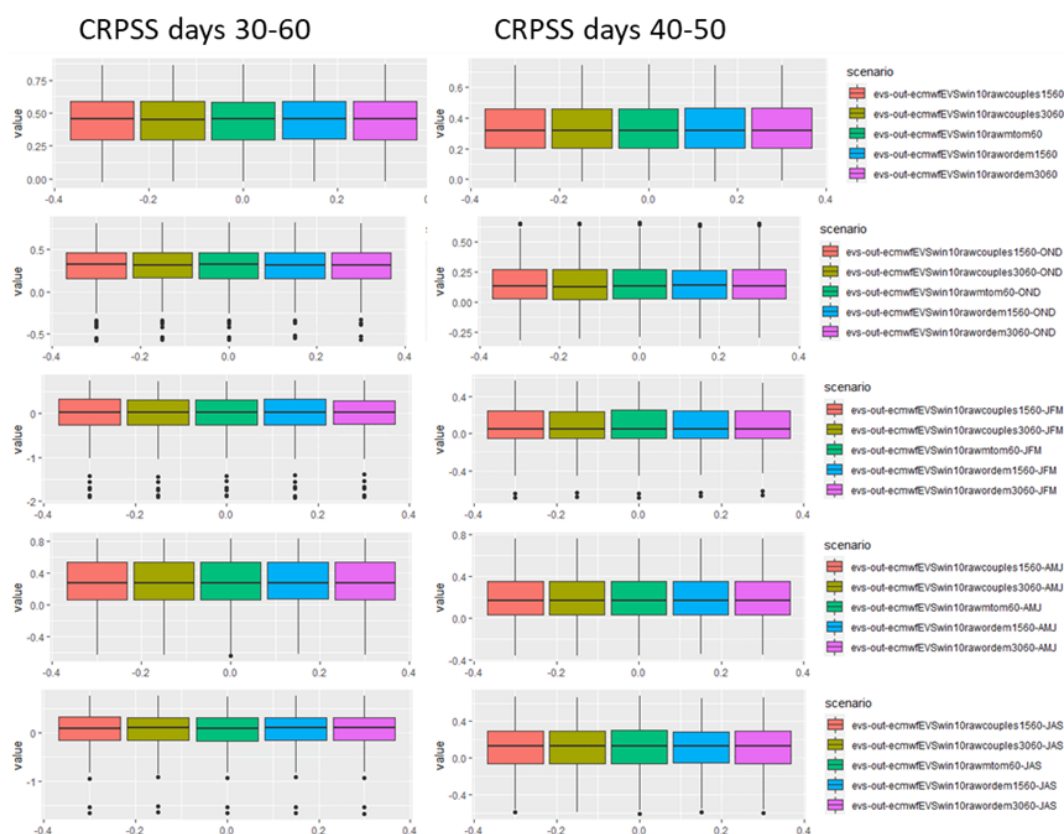 CRPSS days 30-60
CRPSS days 40-50
value
0.75
0.50
0.25
0.00
-0.4
-0.2
0.0
0.2
0.4
0.6
0.4
0.2
0.0
-0.4
-0.2
0.0
0.2
0.4
scenario
evs-out-ecmwfEVSwin10rawcouples1560
evs-out-ecmwfEVSwin10rawcouples3060
evs-out-ecmwfEVSwin10rawmtom60
evs-out-ecmwfEVSwin10rawordem1560
evs-out-ecmwfEVSwin10rawordem3060
value
0.5
0.0
-0.5
-0.4
-0.2
0.0
0.2
0.4
value
0.50
0.25
0.00
-0.25
-0.4
-0.2
0.0
0.2
0.4
scenario
evs-out-ecmwfEVSwin10rawcouples1560-OND
evs-out-ecmwfEVSwin10rawcouples3060-OND
evs-out-ecmwfEVSwin10rawmtom60-OND
evs-out-ecmwfEVSwin10rawordem1560-OND
evs-out-ecmwfEVSwin10rawordem3060-OND
value
0
-1
-2
-0.4
-0.2
0.0
0.2
0.4
value
0.4
0.0
-0.4
-0.4
-0.2
0.0
0.2
0.4
scenario
evs-out-ecmwfEVSwin10rawcouples1560-JFM
evs-out-ecmwfEVSwin10rawcouples3060-JFM
evs-out-ecmwfEVSwin10rawmtom60-JFM
evs-out-ecmwfEVSwin10rawordem1560-JFM
evs-out-ecmwfEVSwin10rawordem3060-JFM
value
0.8
0.4
0.0
-0.4
-0.4
-0.2
0.0
0.2
0.4
value
0.8
0.4
0.0
-0.4
-0.4
-0.2
0.0
0.2
0.4
scenario
evs-out-ecmwfEVSwin10rawcouples1560-AMJ
evs-out-ecmwfEVSwin10rawcouples3060-AMJ
evs-out-ecmwfEVSwin10rawmtom60-AMJ
evs-out-ecmwfEVSwin10rawordem1560-AMJ
evs-out-ecmwfEVSwin10rawordem3060-AMJ
value
0
-1
-0.4
-0.2
0.0
0.2
0.4
value
0.4
0.0
-0.4
-0.4
-0.2
0.0
0.2
0.4
scenario
evs-out-ecmwfEVSwin10rawcouples1560-JAS
evs-out-ecmwfEVSwin10rawcouples3060-JAS
evs-out-ecmwfEVSwin10rawmtom60-JAS
evs-out-ecmwfEVSwin10rawordem1560-JAS
evs-out-ecmwfEVSwin10rawordem3060-JAS